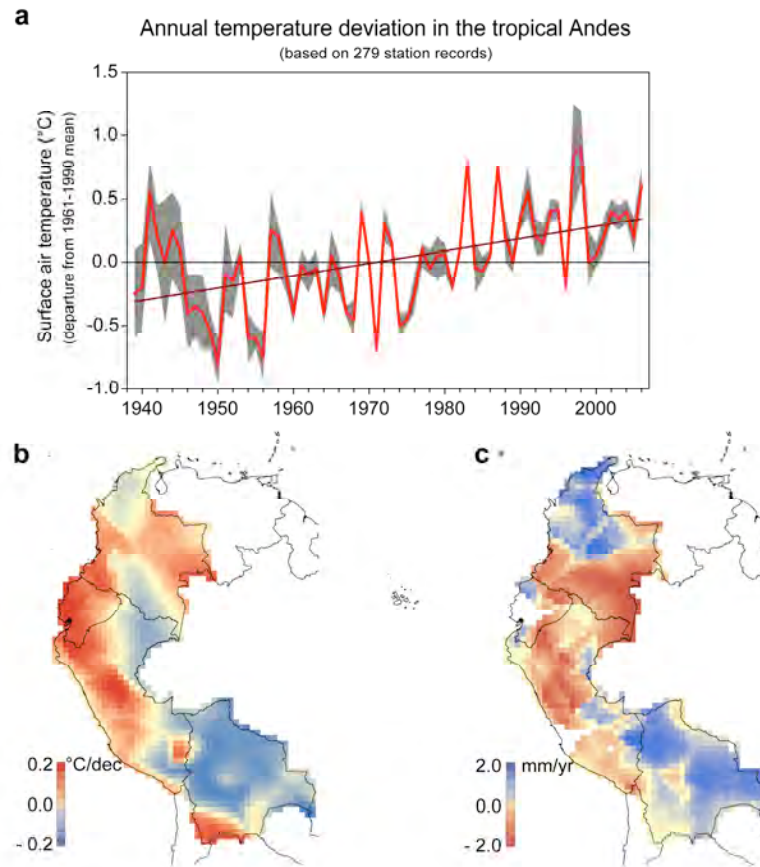 a
Annual temperature deviation in the tropical Andes
(based on 279 station records)
Surface air temperature (°C)
(departure from 1961-1990 mean)
1.5
1.0
0.5
0.0
-0.5
-1.0
1940 1950 1960 1970 1980 1990 2000
b
c
0.2 °C/dec
0.0
- 0.2
2.0 mm/yr
0.0
- 2.0